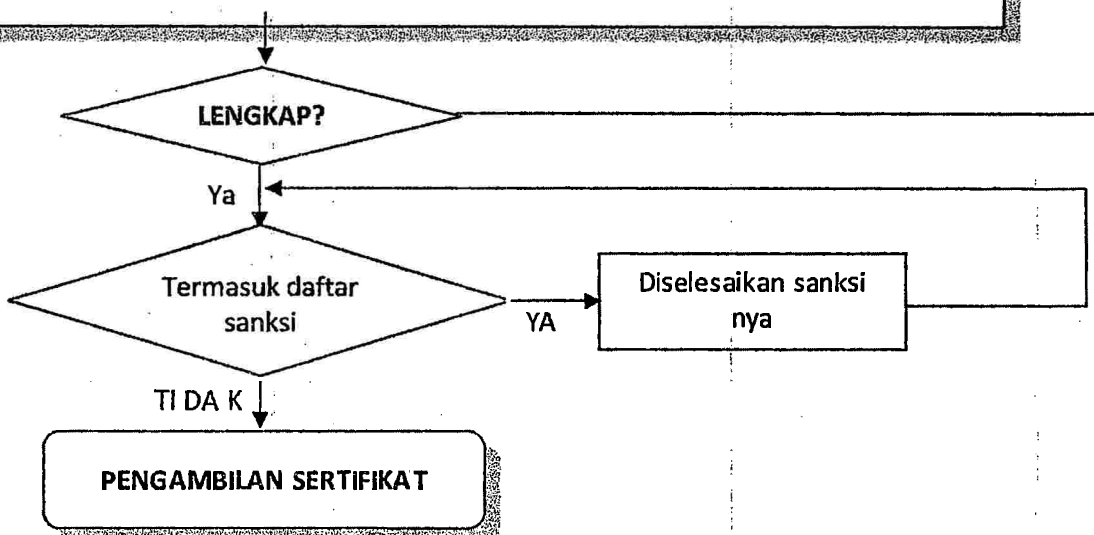 LENGKAP?
Ya
Termasuk daftar
sanksi
YA
Diselesaikan sanksi
nya
TI DA K
PENGAMBILAN SERTIFIKAT